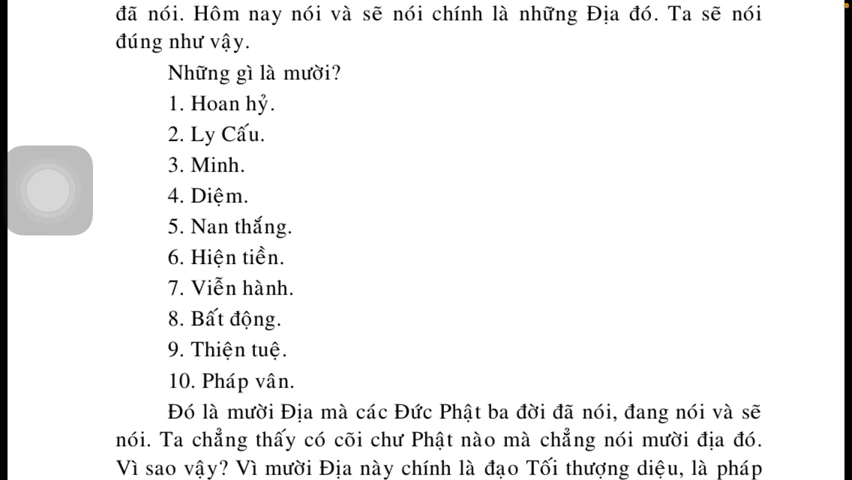 đã nói. Hôm nay nói và sẽ nói chính là những Địa đó. Ta sẽ nói
đúng như vậy.
Những gì là mười?
1. Hoan hỷ.
2. Ly Cấu.
3. Minh.
4. Diệm.
5. Nan thắng.
6. Hiện tiền.
7. Viễn hành.
8. Bất động.
9. Thiện tuệ.
10. Pháp vân.
Đó là mười Địa mà các Đức Phật ba đời đã nói, đang nói và sẽ
nói. Ta chẳng thấy có cõi chư Phật nào mà chẳng nói mười địa đó.
Vì sao vậy? Vì mười Địa này chính là đạo Tối thượng diệu, là pháp